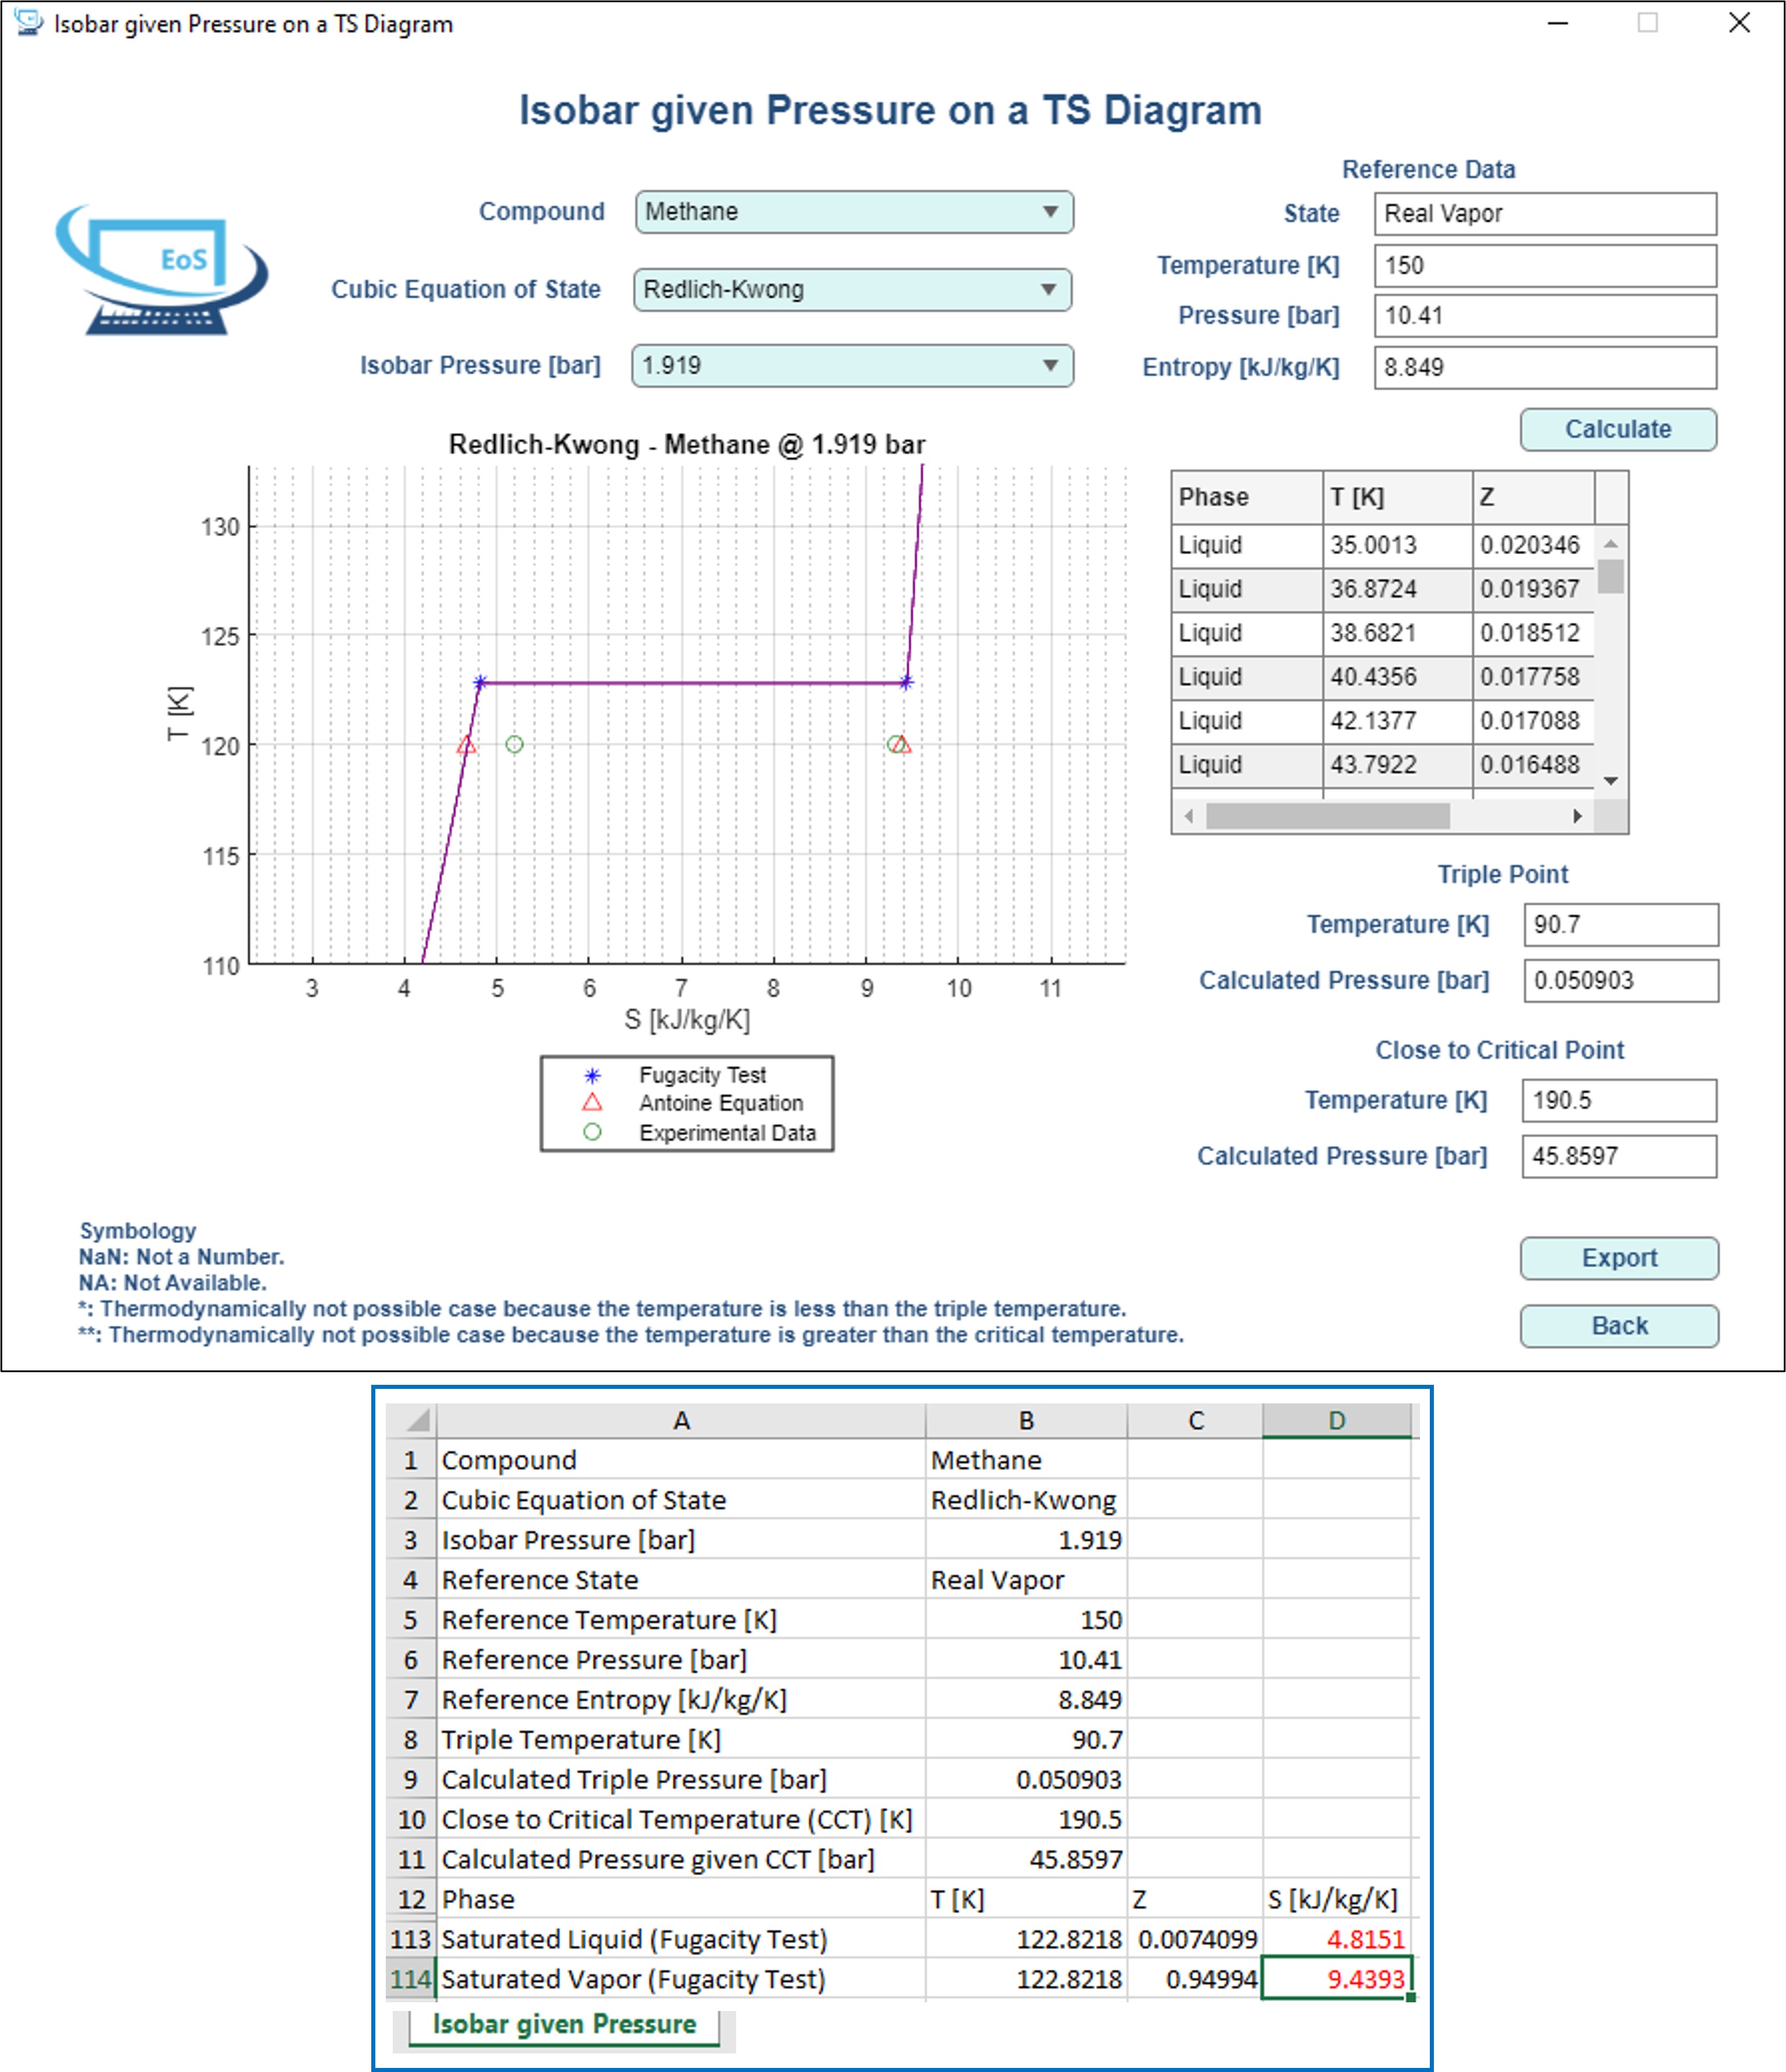 Isobar given Pressure on a TS Diagram
Isobar given Pressure on a TS Diagram
EoS
Compound Methane
Cubic Equation of State Redlich-Kwong
Isobar Pressure [bar] 1.919
Reference Data
State Real Vapor
Temperature [K] 150
Pressure [bar] 10.41
Entropy [kJ/kg/K] 8.849
Calculate
Redlich-Kwong - Methane @ 1.919 bar
T [K]
130
125
120
115
110
3 4 5 6 7 8 9 10 11
S [kJ/kg/K]
Fugacity Test
Antoine Equation
Experimental Data
Phase T [K] Z
Liquid 35.0013 0.020346
Liquid 36.8724 0.019367
Liquid 38.6821 0.018512
Liquid 40.4356 0.017758
Liquid 42.1377 0.017088
Liquid 43.7922 0.016488
Triple Point
Temperature [K] 90.7
Calculated Pressure [bar] 0.050903
Close to Critical Point
Temperature [K] 190.5
Calculated Pressure [bar] 45.8597
Symbology
NaN: Not a Number.
NA: Not Available.
*: Thermodynamically not possible case because the temperature is less than the triple temperature.
**: Thermodynamically not possible case because the temperature is greater than the critical temperature.
Export
Back
A B C D
1 Compound Methane
2 Cubic Equation of State Redlich-Kwong
3 Isobar Pressure [bar] 1.919
4 Reference State Real Vapor
5 Reference Temperature [K] 150
6 Reference Pressure [bar] 10.41
7 Reference Entropy [kJ/kg/K] 8.849
8 Triple Temperature [K] 90.7
9 Calculated Triple Pressure [bar] 0.050903
10 Close to Critical Temperature (CCT) [K] 190.5
11 Calculated Pressure given CCT [bar] 45.8597
12 Phase T [K] Z S [kJ/kg/K]
113 Saturated Liquid (Fugacity Test) 122.8218 0.0074099 4.8151
114 Saturated Vapor (Fugacity Test) 122.8218 0.94994 9.4393
Isobar given Pressure